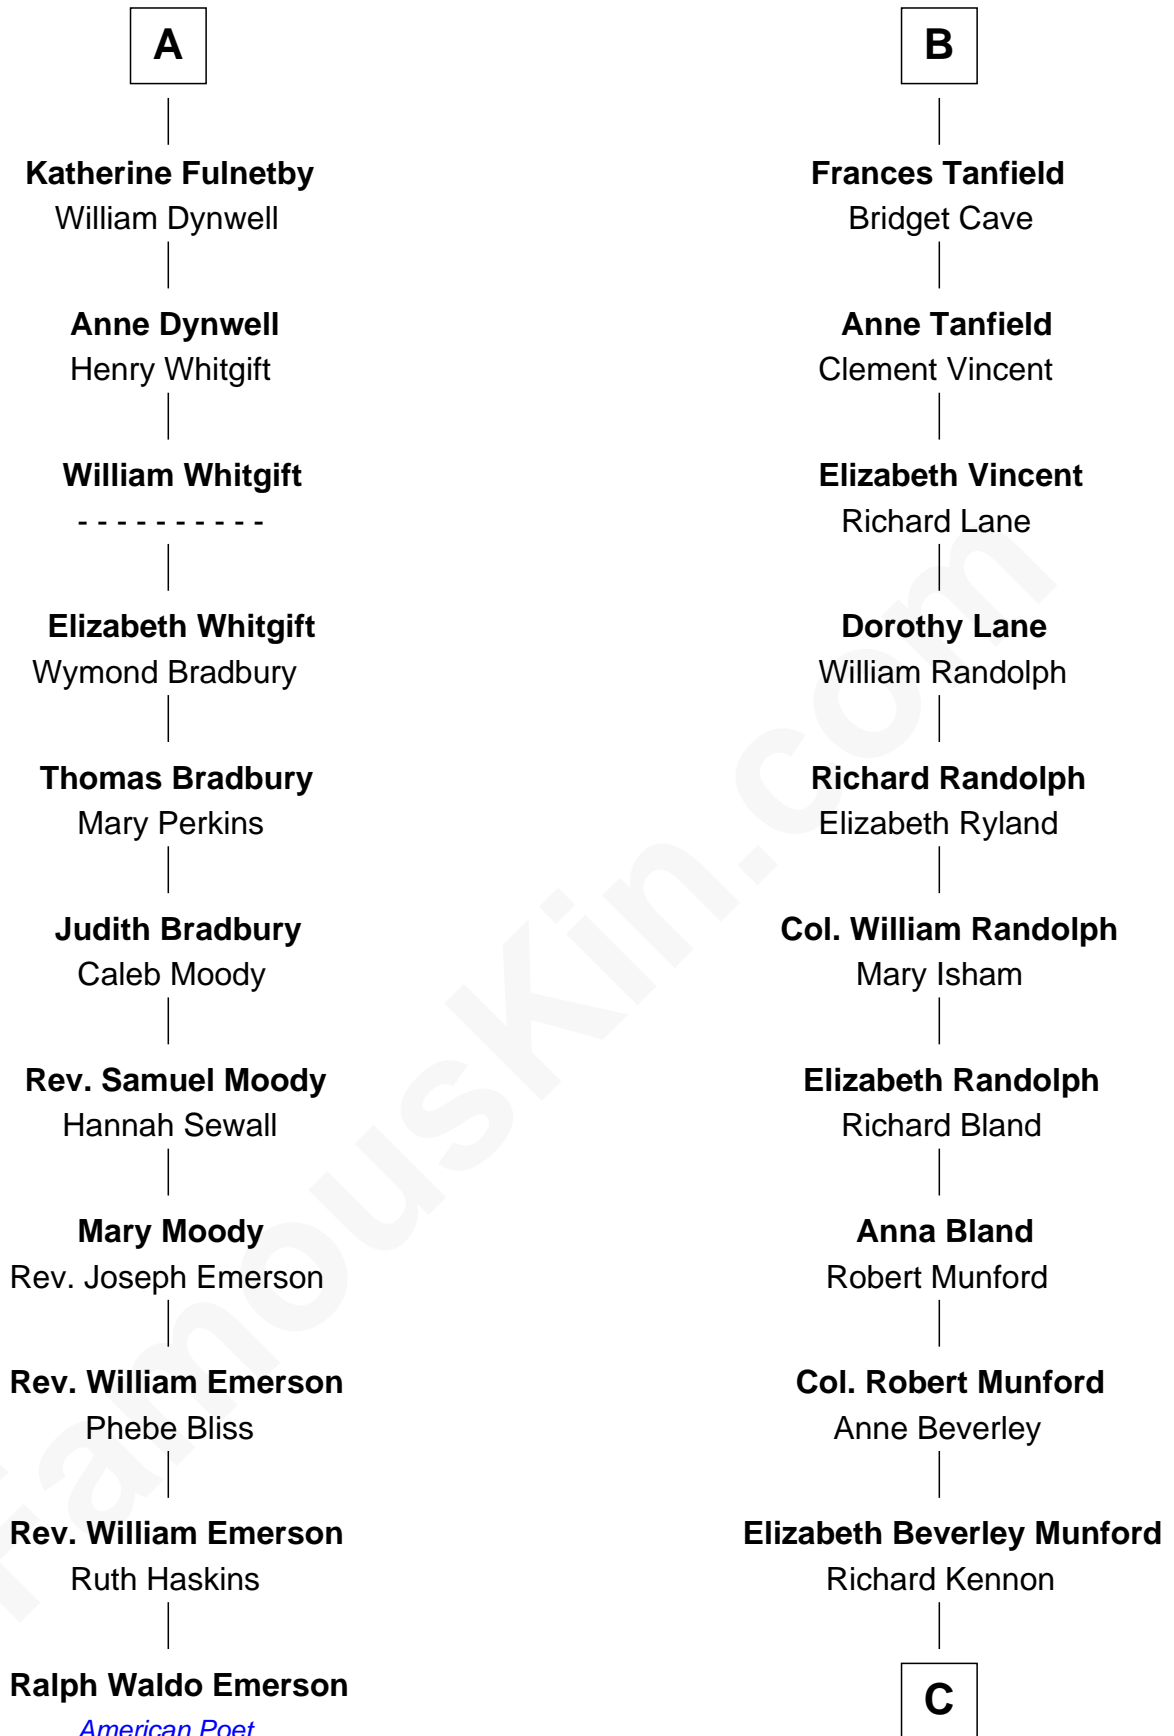 A
Katherine Fulnetby
William Dynwell
Anne Dynwell
Henry Whitgift
William Whitgift
- - - - - - - - - -
Elizabeth Whitgift
Wymond Bradbury
Thomas Bradbury
Mary Perkins
Judith Bradbury
Caleb Moody
Rev. Samuel Moody
Hannah Sewall
Mary Moody
Rev. Joseph Emerson
Rev. William Emerson
Phebe Bliss
Rev. William Emerson
Ruth Haskins
Ralph Waldo Emerson
American Poet
B
Frances Tanfield
Bridget Cave
Anne Tanfield
Clement Vincent
Elizabeth Vincent
Richard Lane
Dorothy Lane
William Randolph
Richard Randolph
Elizabeth Ryland
Col. William Randolph
Mary Isham
Elizabeth Randolph
Richard Bland
Anna Bland
Robert Munford
Col. Robert Munford
Anne Beverley
Elizabeth Beverley Munford
Richard Kennon
C
FamousKin.com